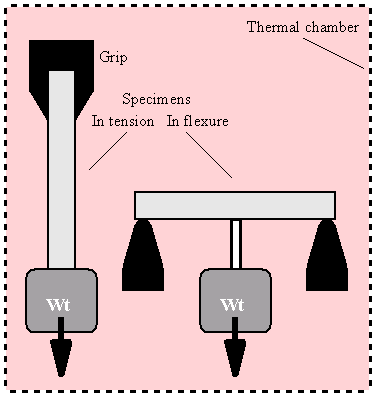 Thermal chamber
Grip
Specimens
In tension In flexure
Wt
Wt